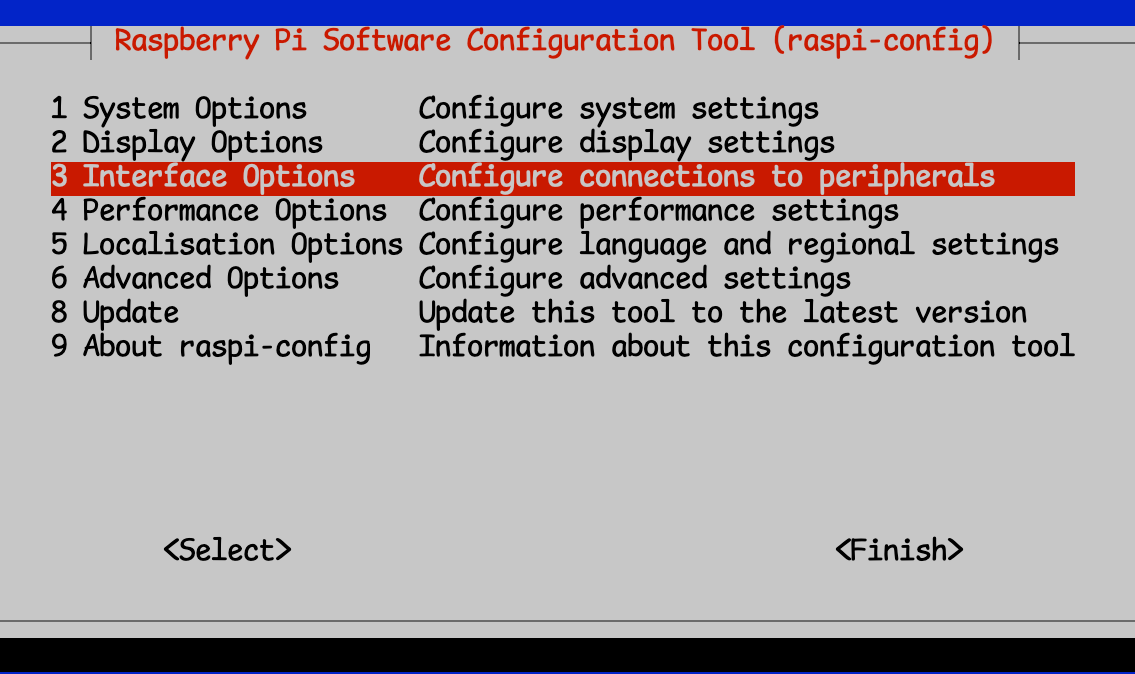 Raspberry Pi Software Configuration Tool (raspi-config)
1 System Options Configure system settings
2 Display Options Configure display settings
3 Interface Options Configure connections to peripherals
4 Performance Options Configure performance settings
5 Localisation Options Configure language and regional settings
6 Advanced Options Configure advanced settings
8 Update Update this tool to the latest version
9 About raspi-config Information about this configuration tool
<Select> <Finish>